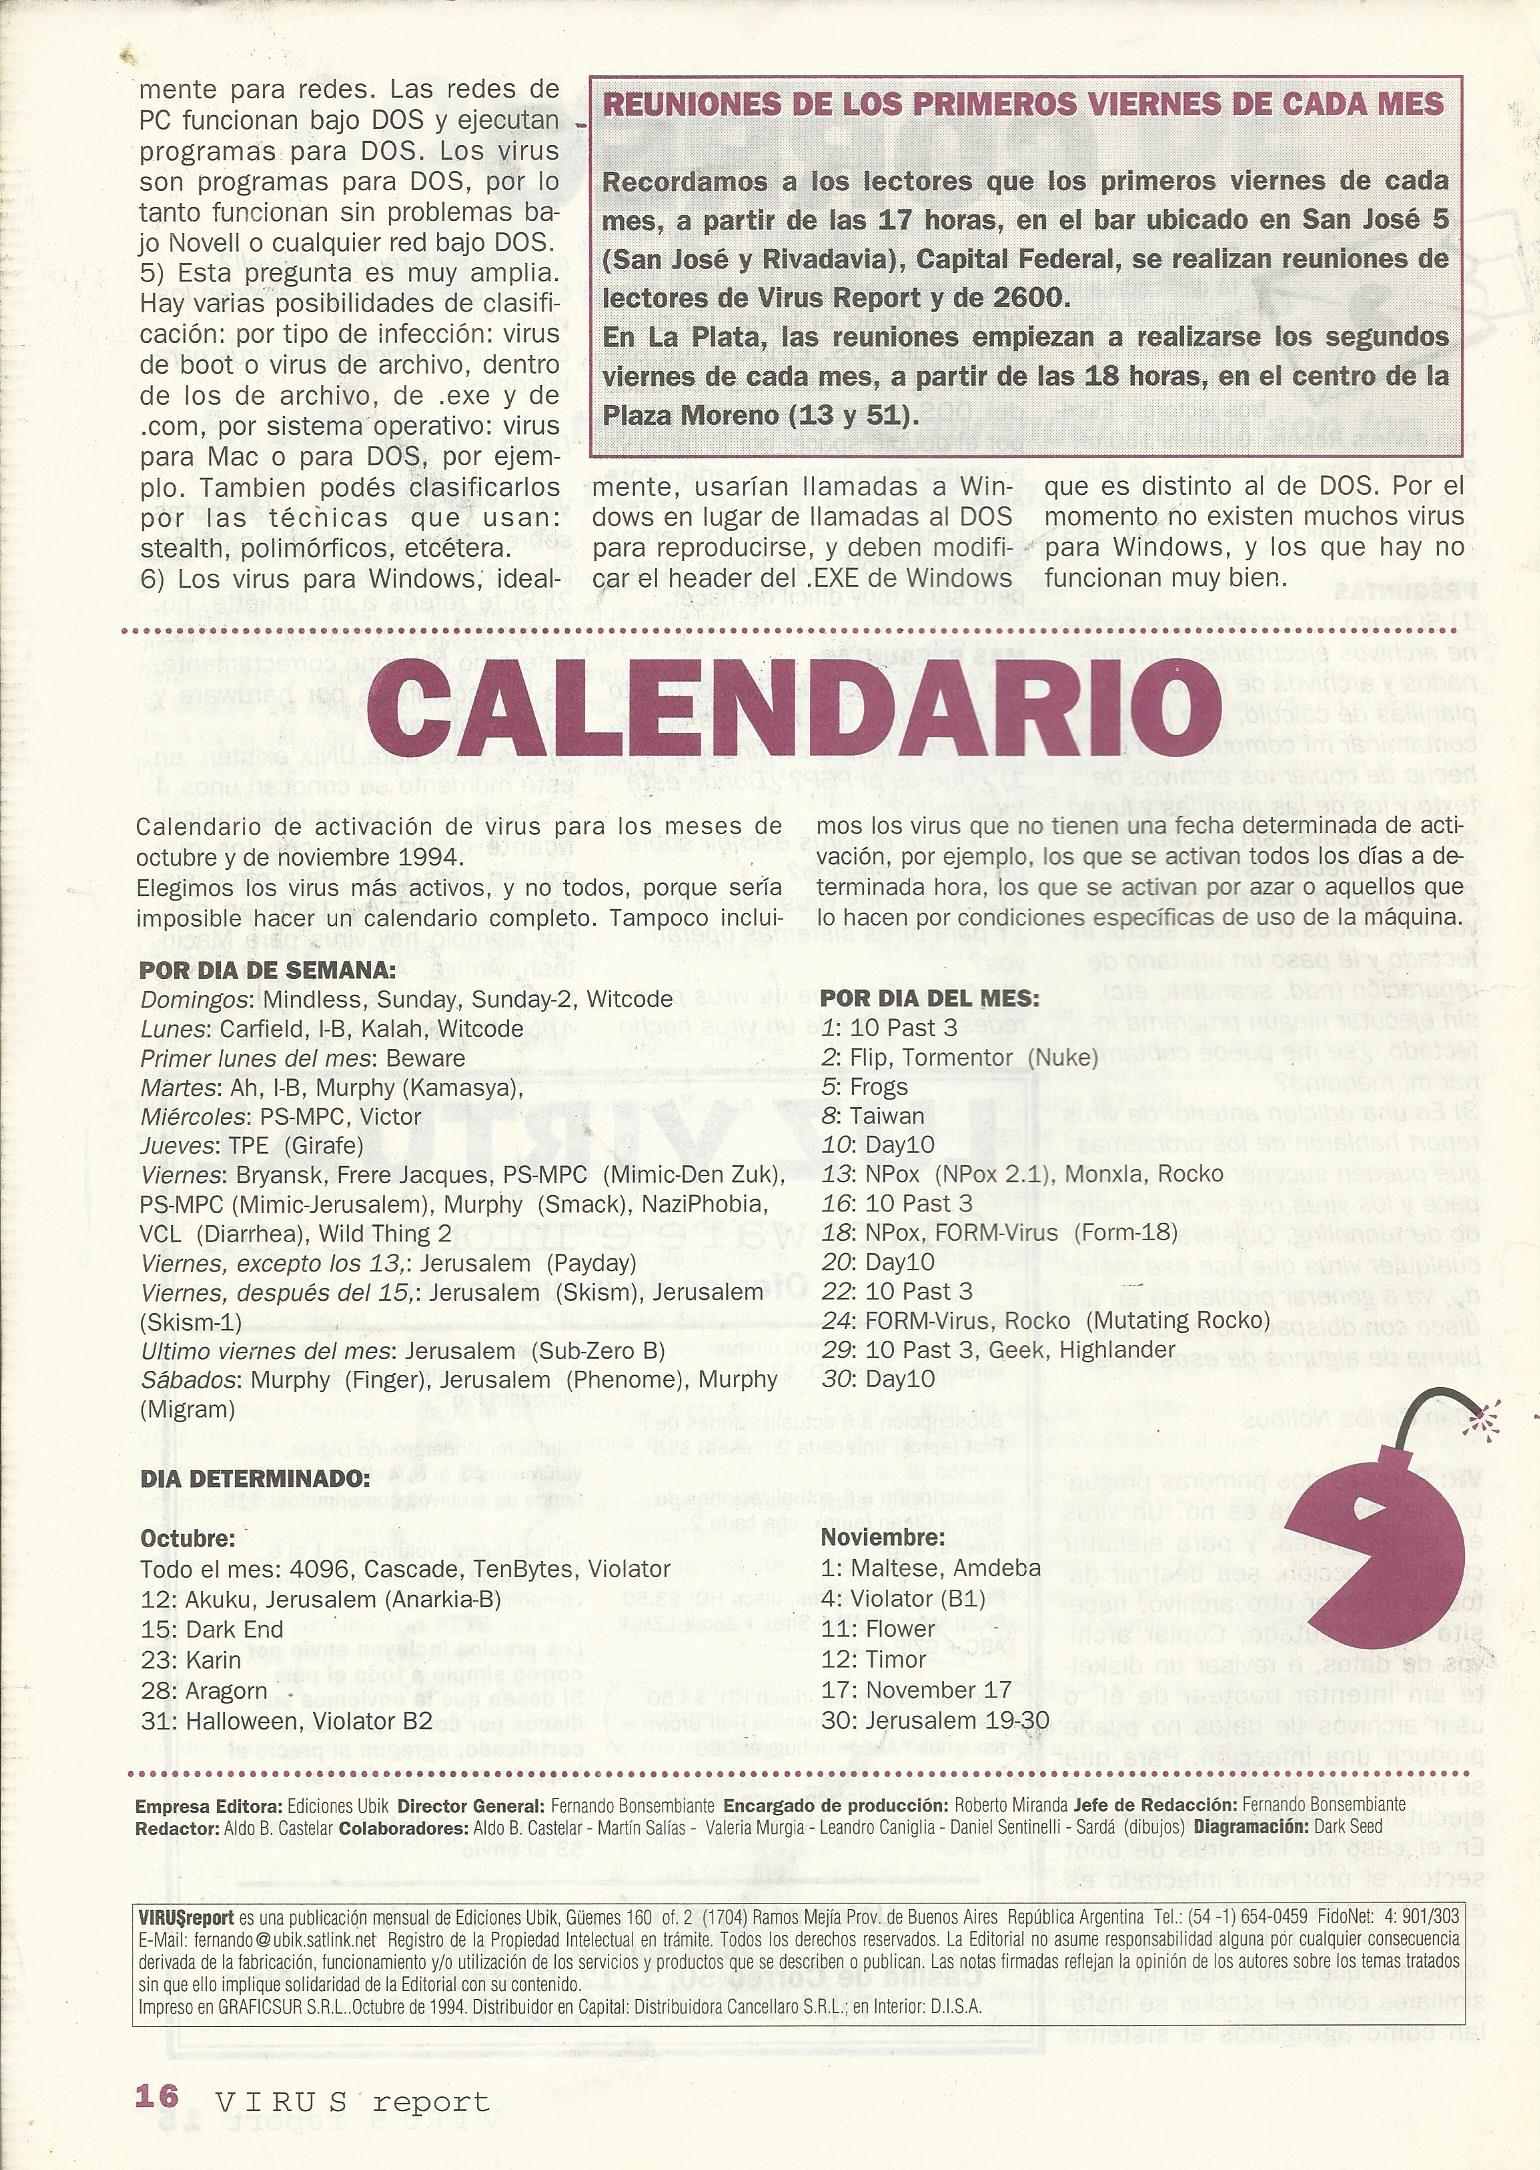 mente para redes. Las redes de
PC funcionan bajo DOS y ejecutan
programas para DOS. Los virus
son programas para DOS, por lo
tanto funcionan sin problemas ba-
jo Novell o cualquier red bajo DOS.
5) Esta pregunta es muy amplia.
Hay varias posibilidades de clasifi-
cación: por tipo de infección: virus
de boot o virus de archivo, dentro
de los de archivo, de .exe y de
.com, por sistema operativo: virus
para Mac o para DOS, por ejem-
plo. Tambien podés clasificarlos
por las técnicas que usan:
stealth, polimórficos, etcétera.
6) Los virus para Windows, ideal-
REUNIONES DE LOS PRIMEROS VIERNES DE CADA MES
Recordamos a los lectores que los primeros viernes de cada
mes, a partir de las 17 horas, en el bar ubicado en San José 5
(San José y Rivadavia), Capital Federal, se realizan reuniones de
lectores de Virus Report y de 2600.
En La Plata, las reuniones empiezan a realizarse los segundos
viernes de cada mes, a partir de las 18 horas, en el centro de la
Plaza Moreno (13 y 51).
mente, usarían llamadas a Win-
dows en lugar de llamadas al DOS
para reproducirse, y deben modifi-
car el header del .EXE de Windows
que es distinto al de DOS. Por el
momento no existen muchos virus
para Windows, y los que hay no
funcionan muy bien.
CALENDARIO
Calendario de activación de virus para los meses de
octubre y de noviembre 1994.
Elegimos los virus más activos, y no todos, porque sería
imposible hacer un calendario completo. Tampoco inclui-
mos los virus que no tienen una fecha determinada de acti-
vación, por ejemplo, los que se activan todos los días a de-
terminada hora, los que se activan por azar o aquellos que
lo hacen por condiciones específicas de uso de la máquina.
POR DIA DE SEMANA:
Domingos: Mindless, Sunday, Sunday-2, Witcode
Lunes: Carfield, I-B, Kalah, Witcode
Primer lunes del mes: Beware
Martes: Ah, I-B, Murphy (Kamasya),
Miércoles: PS-MPC, Victor
Jueves: TPE (Girafe)
Viernes: Bryansk, Frere Jacques, PS-MPC (Mimic-Den Zuk),
PS-MPC (Mimic-Jerusalem), Murphy (Smack), NaziPhobia,
VCL (Diarrhea), Wild Thing 2
Viernes, excepto los 13,: Jerusalem (Payday)
Viernes, después del 15,: Jerusalem (Skism), Jerusalem
(Skism-1)
Ultimo viernes del mes: Jerusalem (Sub-Zero B)
Sábados: Murphy (Finger), Jerusalem (Phenome), Murphy
(Migram)
POR DIA DEL MES:
1: 10 Past 3
2: Flip, Tormentor (Nuke)
5: Frogs
8: Taiwan
10: Day10
13: NPox (NPox 2.1), Monxla, Rocko
16: 10 Past 3
18: NPox, FORM-Virus (Form-18)
20: Day10
22: 10 Past 3
24: FORM-Virus, Rocko (Mutating Rocko)
29: 10 Past 3, Geek, Highlander
30: Day10
DIA DETERMINADO:
Octubre:
Todo el mes: 4096, Cascade, TenBytes, Violator
12: Akuku, Jerusalem (Anarkia-B)
15: Dark End
23: Karin
28: Aragorn
31: Halloween, Violator B2
Noviembre:
1: Maltese, Amdeba
4: Violator (B1)
11: Flower
12: Timor
17: November 17
30: Jerusalem 19-30
Empresa Editora: Ediciones Ubik Director General: Fernando Bonsembiante Encargado de producción: Roberto Miranda Jefe de Redacción: Fernando Bonsembiante
Redactor: Aldo B. Castelar Colaboradores: Aldo B. Castelar - Martín Salías - Valeria Murgia - Leandro Caniglia - Daniel Sentinelli - Sardá (dibujos) Diagramación: Dark Seed
VIRUSreport es una publicación mensual de Ediciones Ubik, Güemes 160 of. 2 (1704) Ramos Mejía Prov. de Buenos Aires República Argentina Tel.: (54 -1) 654-0459 FidoNet: 4: 901/303
E-Mail: fernando@ubik.satlink.net Registro de la Propiedad Intelectual en trámite. Todos los derechos reservados. La Editorial no asume responsabilidad alguna por cualquier consecuencia
derivada de la fabricación, funcionamiento y/o utilización de los servicios y productos que se describen o publican. Las notas firmadas reflejan la opinión de los autores sobre los temas tratados
sin que ello implique solidaridad de la Editorial con su contenido.
Impreso en GRAFICSUR S.R.L..Octubre de 1994. Distribuidor en Capital: Distribuidora Cancellaro S.R.L.; en Interior: D.I.S.A.
16 VIRUS report